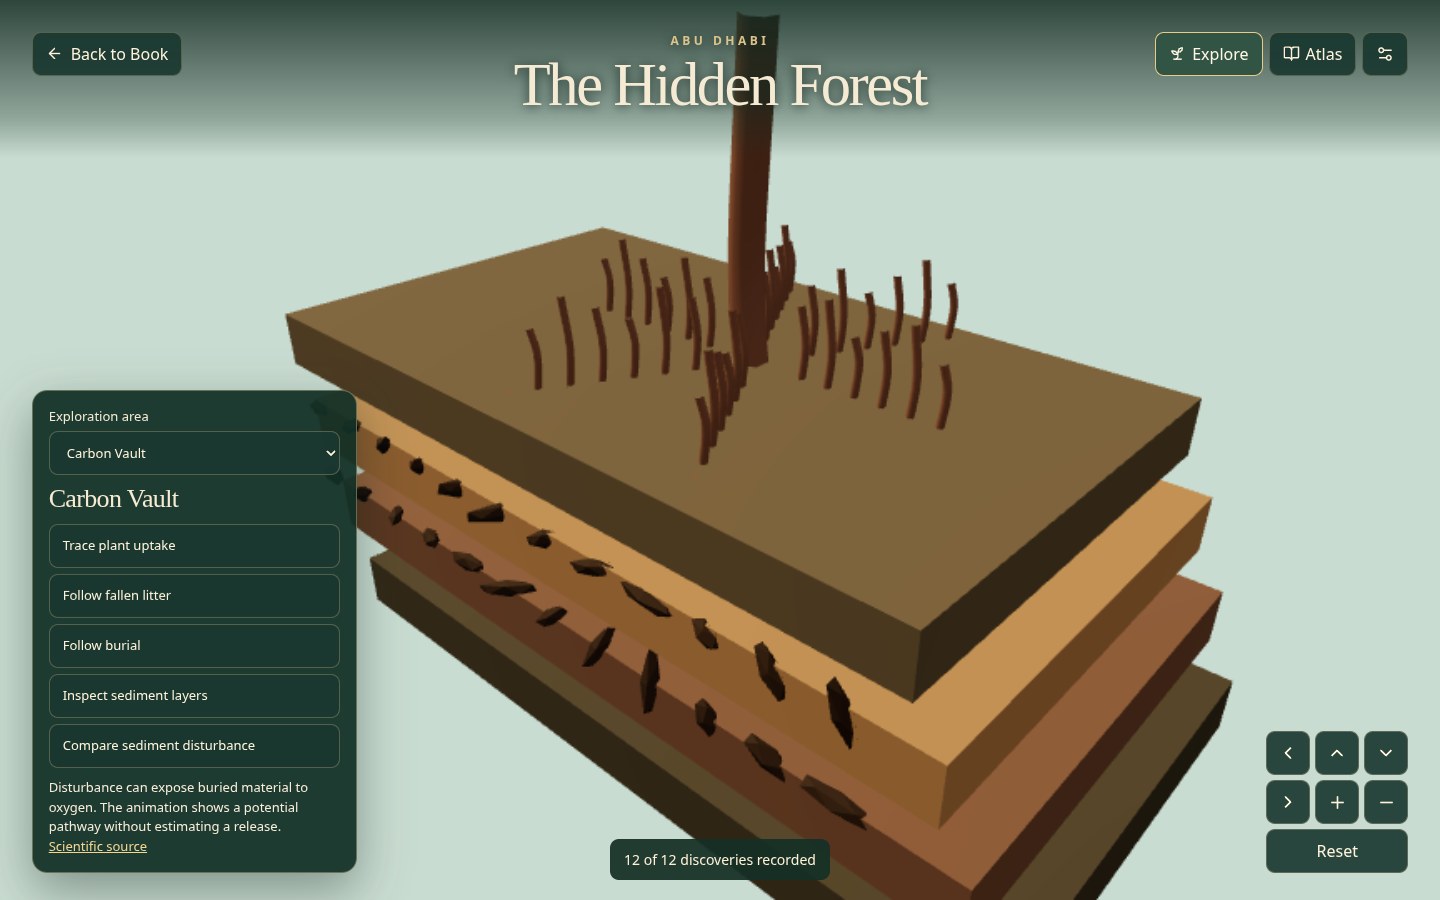 Back to Book
ABU DHABI
The Hidden Forest
Explore
Atlas
Exploration area
Carbon Vault
Carbon Vault
Trace plant uptake
Follow fallen litter
Follow burial
Inspect sediment layers
Compare sediment disturbance
Disturbance can expose buried material to
oxygen. The animation shows a potential
pathway without estimating a release.
Scientific source
12 of 12 discoveries recorded
Reset